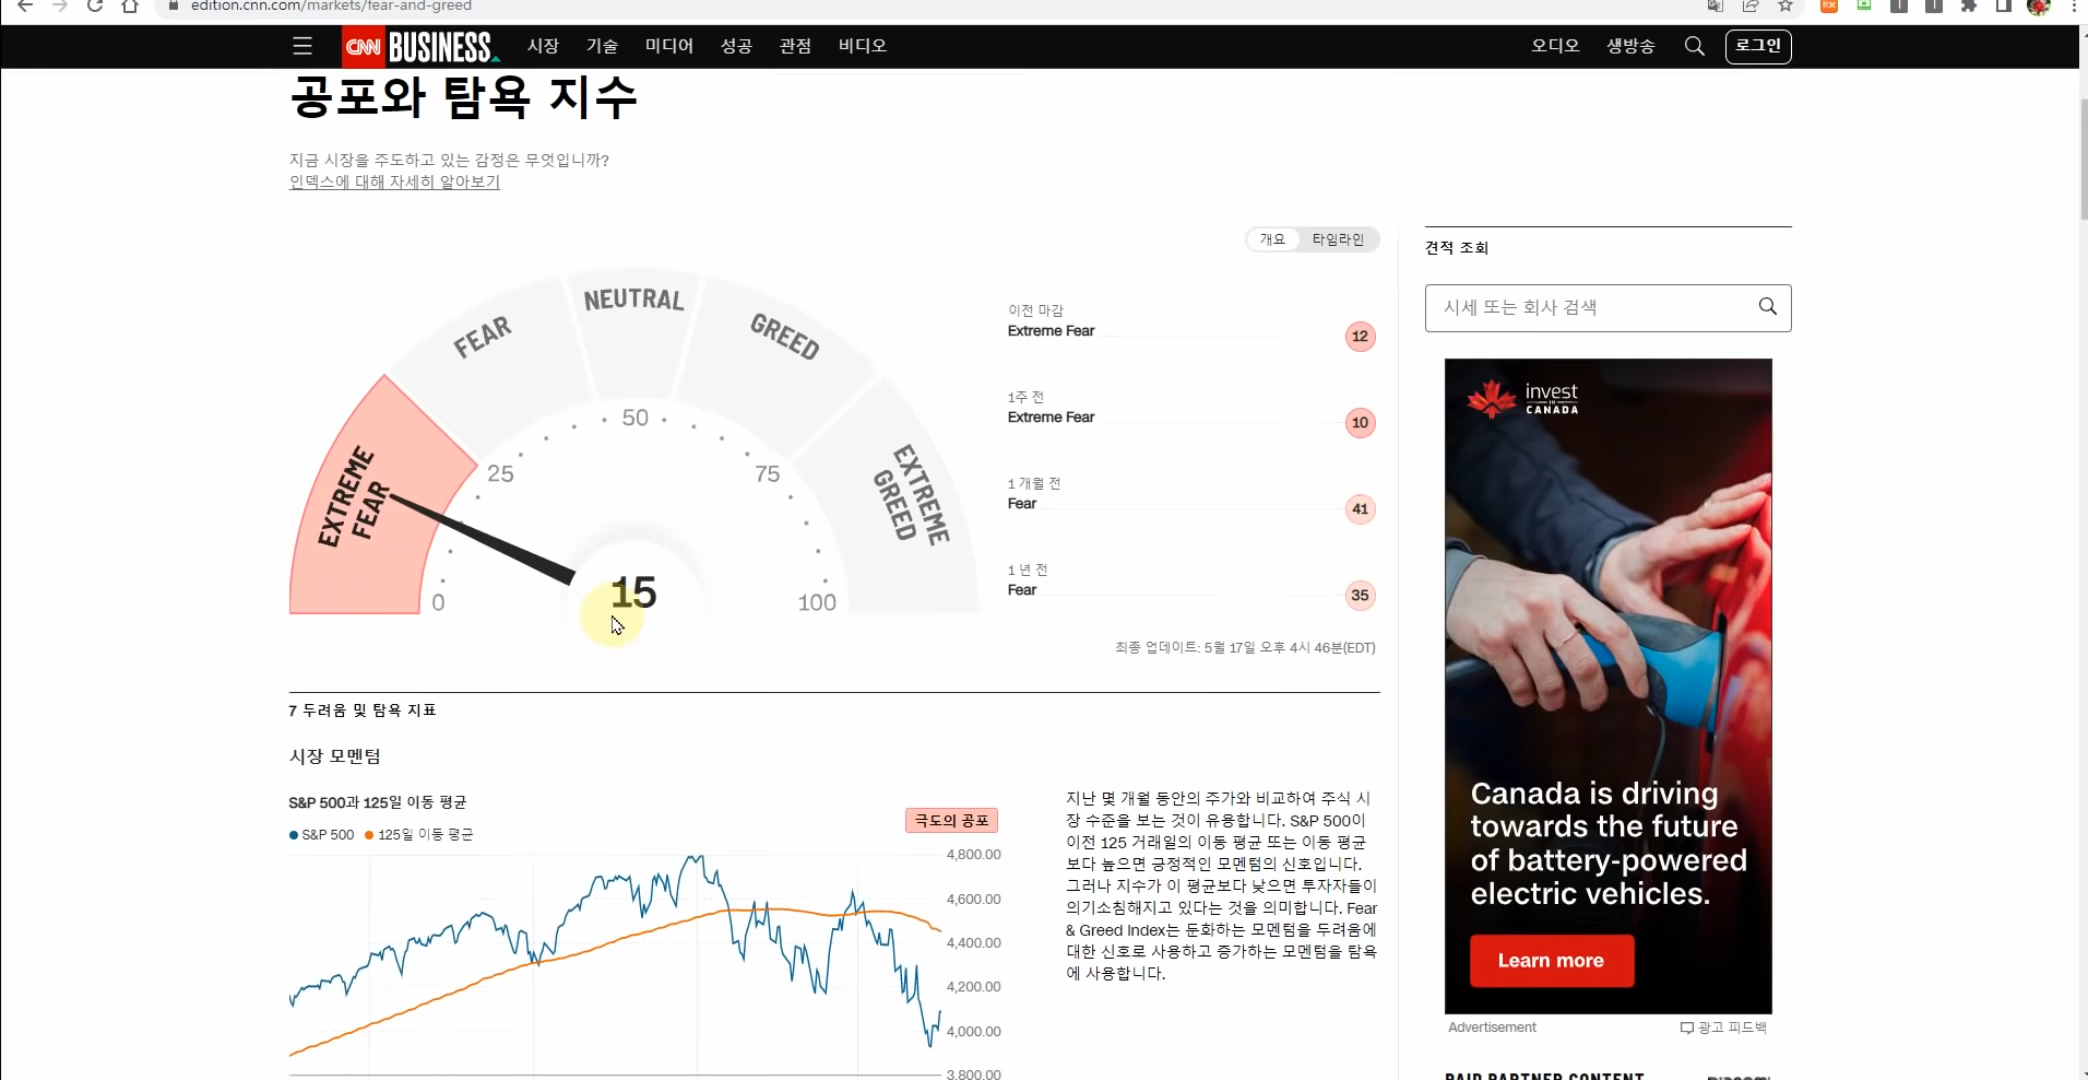 edition.cnn.com/markets/fear-and-greed
CNN BUSINESS 시장 기술 미디어 성공 관점 비디오 오디오 생방송 로그인
공포와 탐욕 지수
지금 시장을 주도하고 있는 감정은 무엇입니까?
인덱스에 대해 자세히 알아보기
개요 타임라인
EXTREME FEAR
FEAR
NEUTRAL
GREED
EXTREME GREED
0
25
50
75
100
15
이전 마감
Extreme Fear 12
1주 전
Extreme Fear 10
1 개월 전
Fear 41
1 년 전
Fear 35
최종 업데이트: 5월 17일 오후 4시 46분(EDT)
7 두려움 및 탐욕 지표
시장 모멘텀
S&P 500과 125일 이동 평균
S&P 500 125일 이동 평균
극도의 공포
4,800.00
4,600.00
4,400.00
4,200.00
4,000.00
3,800.00
지난 몇 개월 동안의 주가와 비교하여 주식 시
장 수준을 보는 것이 유용합니다. S&P 500이
이전 125 거래일의 이동 평균 또는 이동 평균
보다 높으면 긍정적인 모멘텀의 신호입니다.
그러나 지수가 이 평균보다 낮으면 투자자들이
의기소침해지고 있다는 것을 의미합니다. Fear
& Greed Index는 둔화하는 모멘텀을 두려움에
대한 신호로 사용하고 증가하는 모멘텀을 탐욕
에 사용합니다.
견적 조회
시세 또는 회사 검색
invest
in
CANADA
Canada is driving
towards the future
of battery-powered
electric vehicles.
Learn more
Advertisement 광고 피드백
PAID PARTNER CONTENT